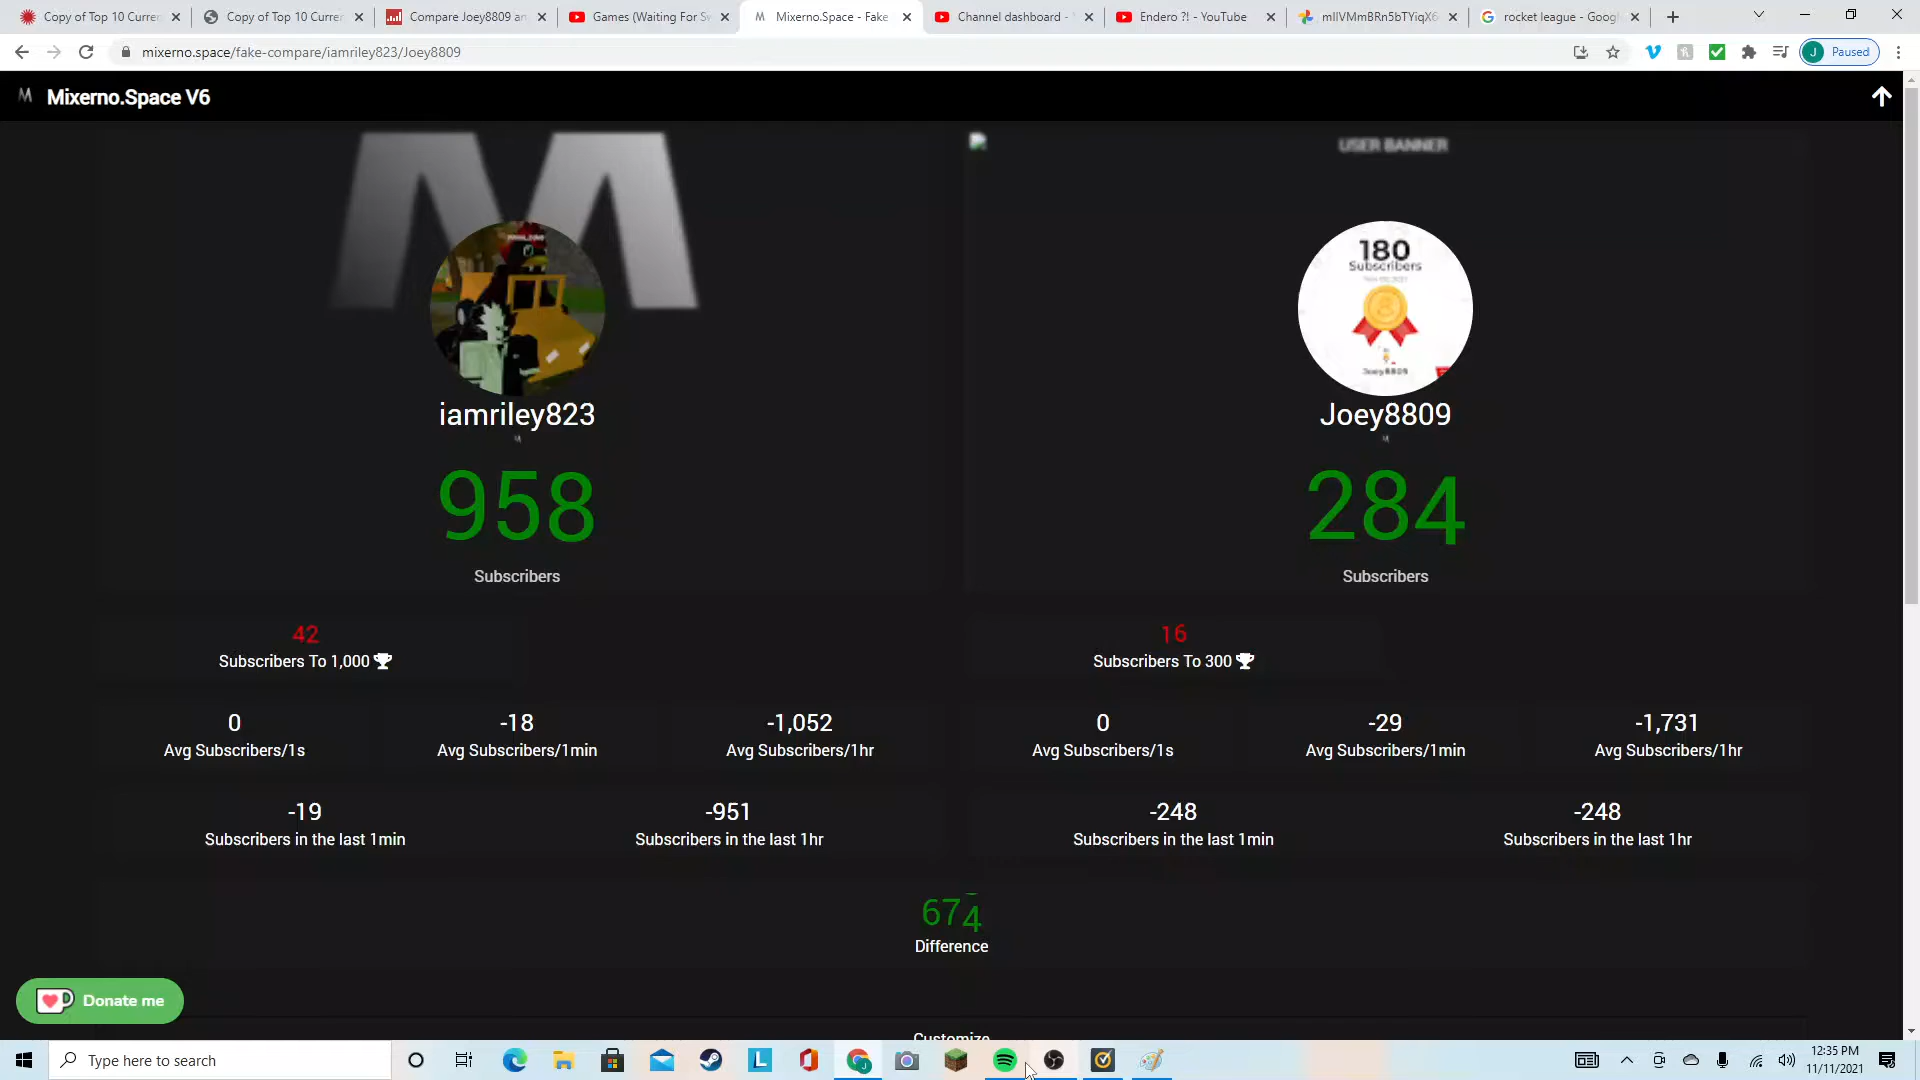 Copy of Top 10 Curren
Copy of Top 10 Curren
Compare Joey8809 an
Games (Waiting For Sw
Mixerno.Space - Fake
Channel dashboard -
Endero ?! - YouTube
rocket league - Googl
mixerno.space/fake-compare/iamriley823/Joey8809
J Paused
M Mixerno.Space V6
USER BANNER
180
Subscribers
Joey8809
iamriley823
Joey8809
958
284
Subscribers
Subscribers
42
16
Subscribers To 1,000
Subscribers To 300
0
-18
-1,052
0
-29
-1,731
Avg Subscribers/1s
Avg Subscribers/1min
Avg Subscribers/1hr
Avg Subscribers/1s
Avg Subscribers/1min
Avg Subscribers/1hr
-19
-951
-248
-248
Subscribers in the last 1min
Subscribers in the last 1hr
Subscribers in the last 1min
Subscribers in the last 1hr
674
Difference
Donate me
Customize
Type here to search
12:35 PM
11/11/2021